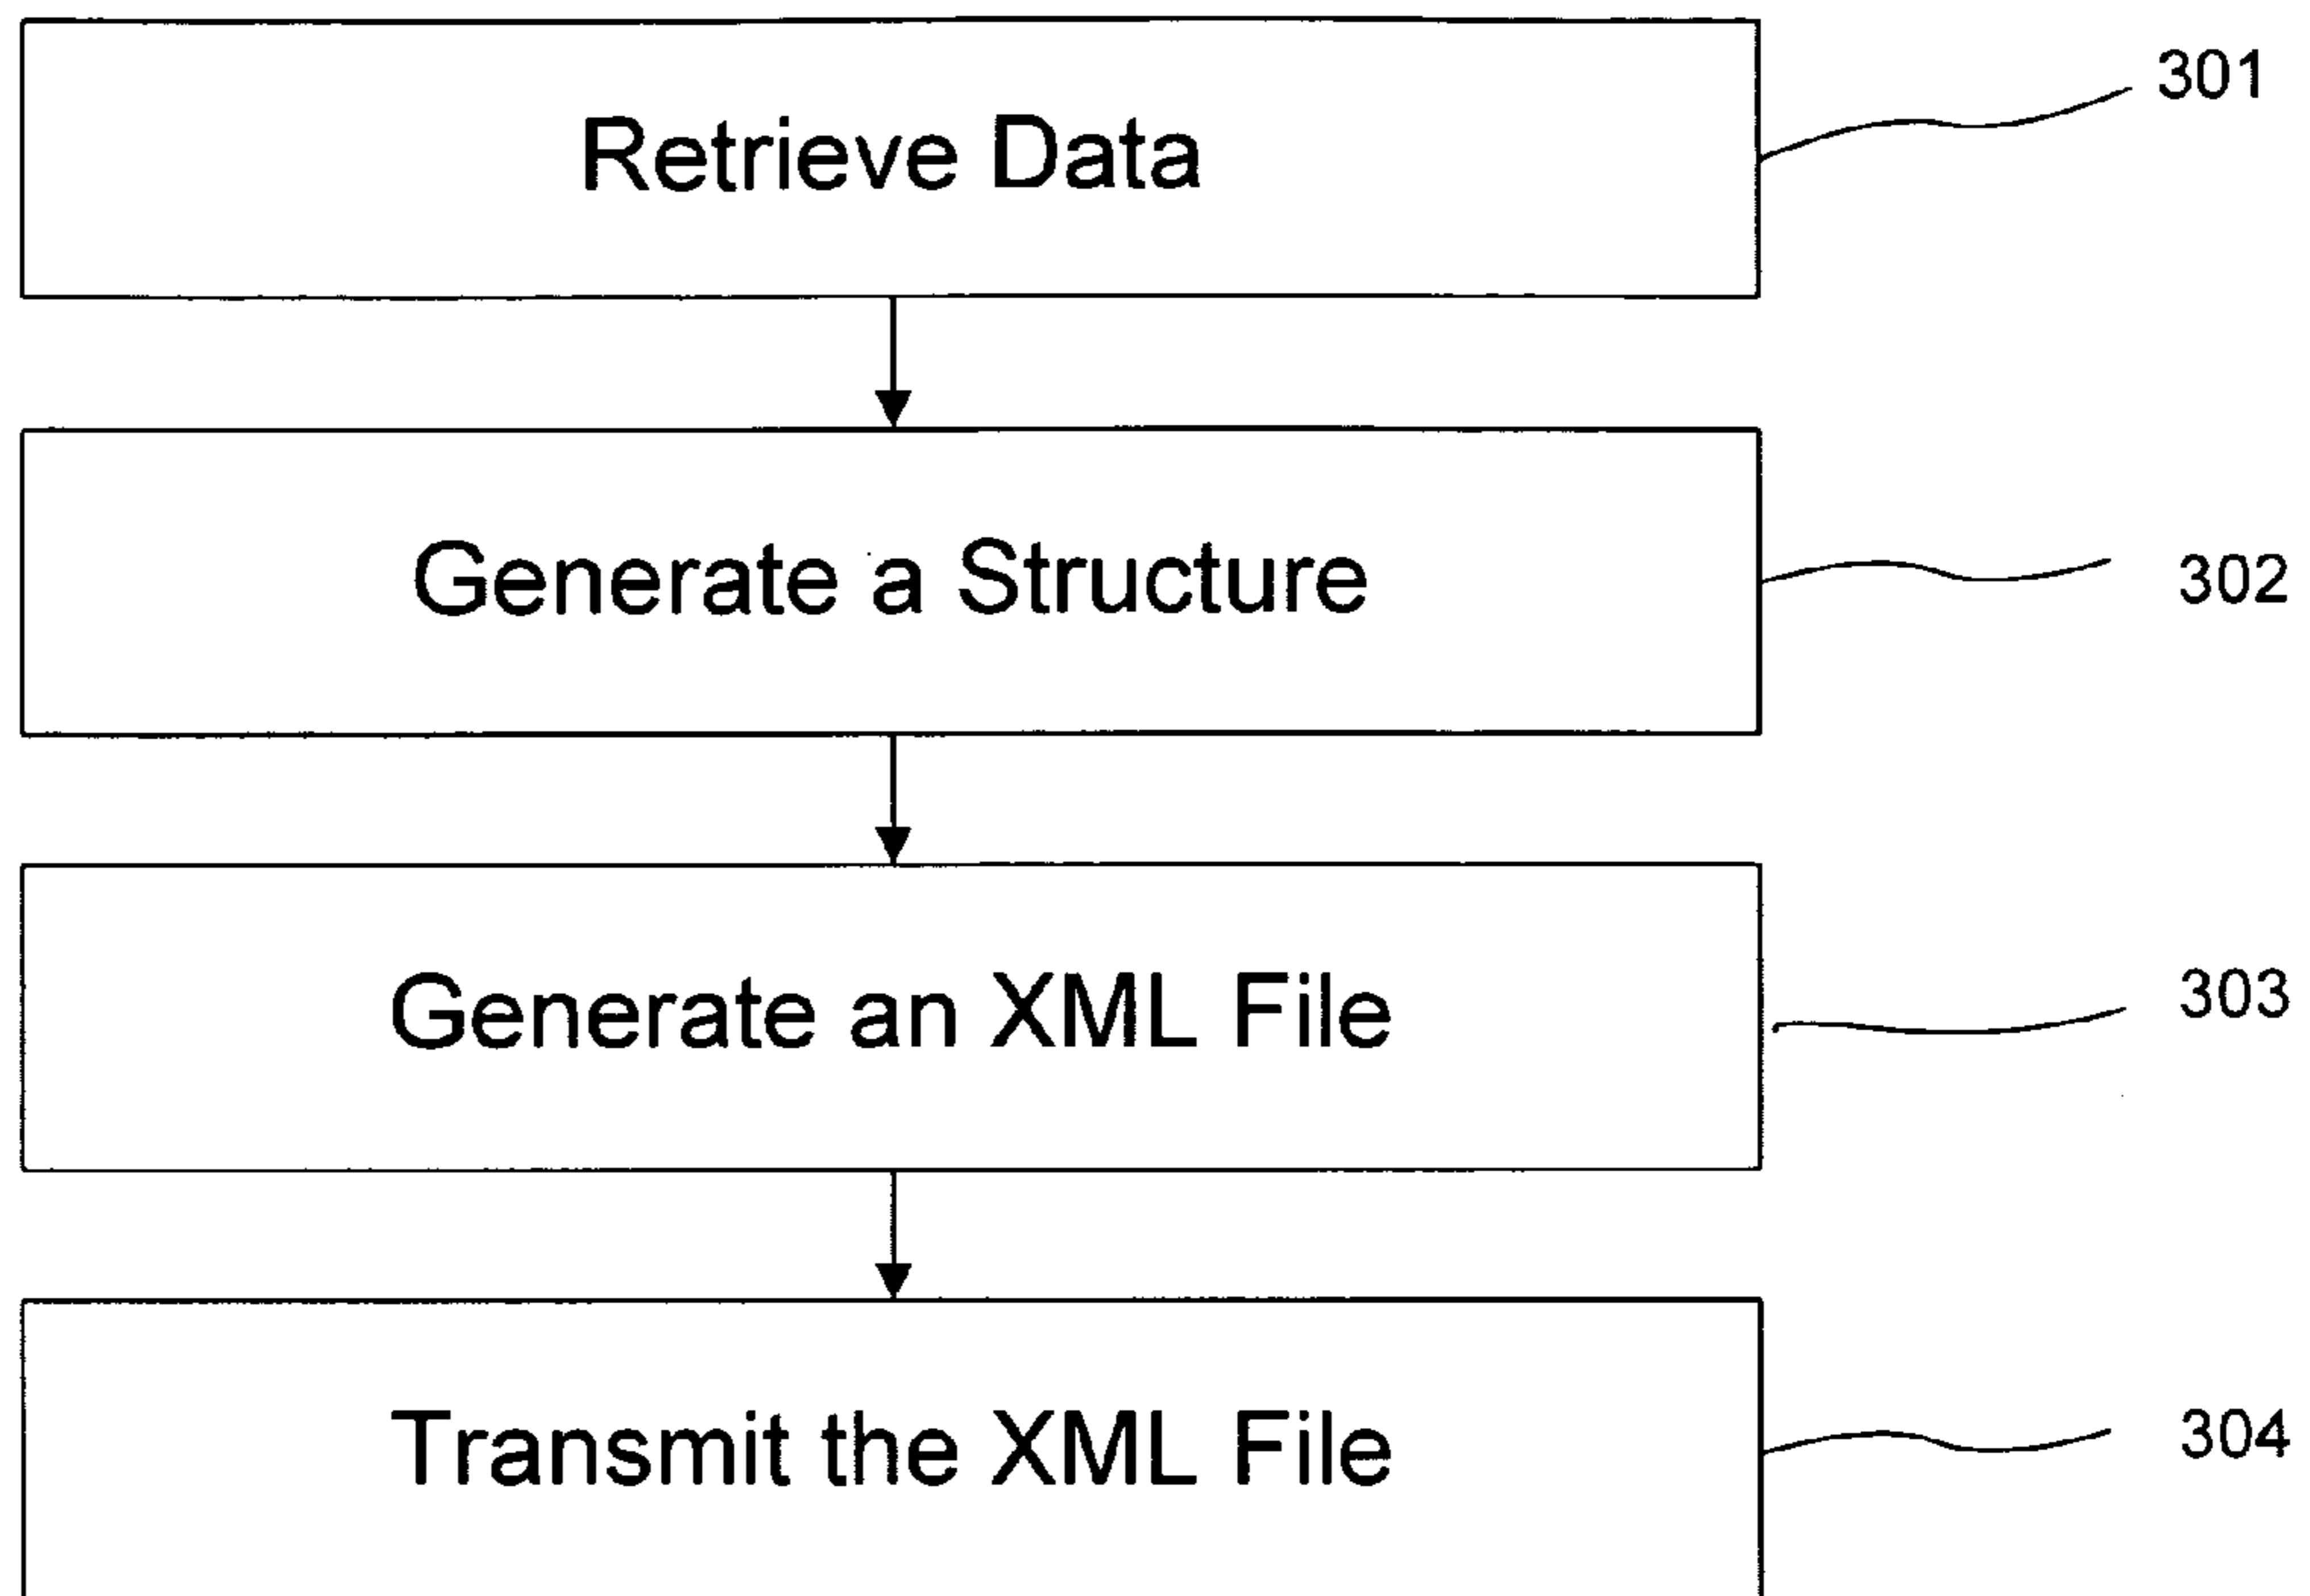 Retrieve Data
301
Generate a Structure
302
Generate an XML File
303
Transmit the XML File
304